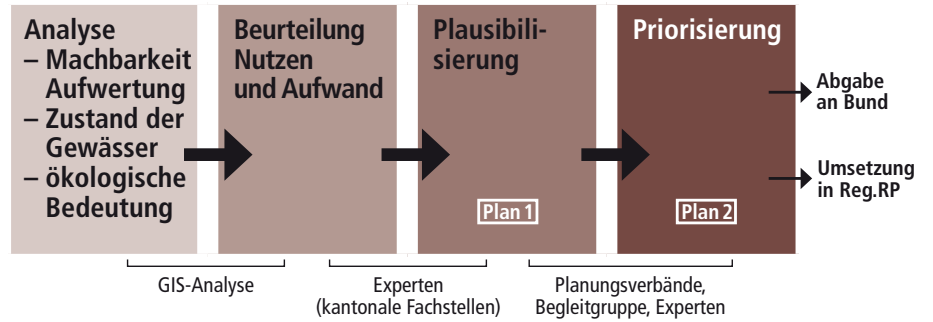 Analyse
– Machbarkeit
Aufwertung
– Zustand der
Gewässer
– ökologische
Bedeutung
Beurteilung
Nutzen
und Aufwand
Plausibili-
sierung
Plan 1
Priorisierung
Plan 2
Abgabe
an Bund
Umsetzung
in Reg.RP
GIS-Analyse
Experten
(kantonale Fachstellen)
Planungsverbände,
Begleitgruppe, Experten